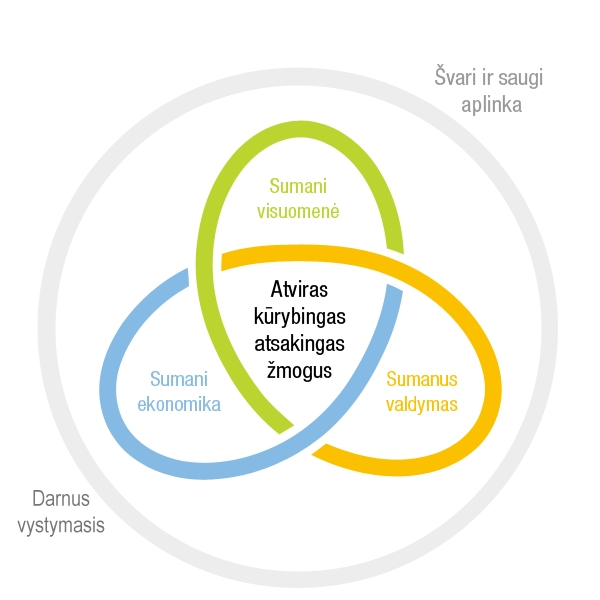 Švari ir saugi
aplinka
Sumani
visuomenė
Atviras
kūrybingas
atsakingas
žmogus
Sumani
ekonomika
Sumanus
valdymas
Darnus
vystymasis